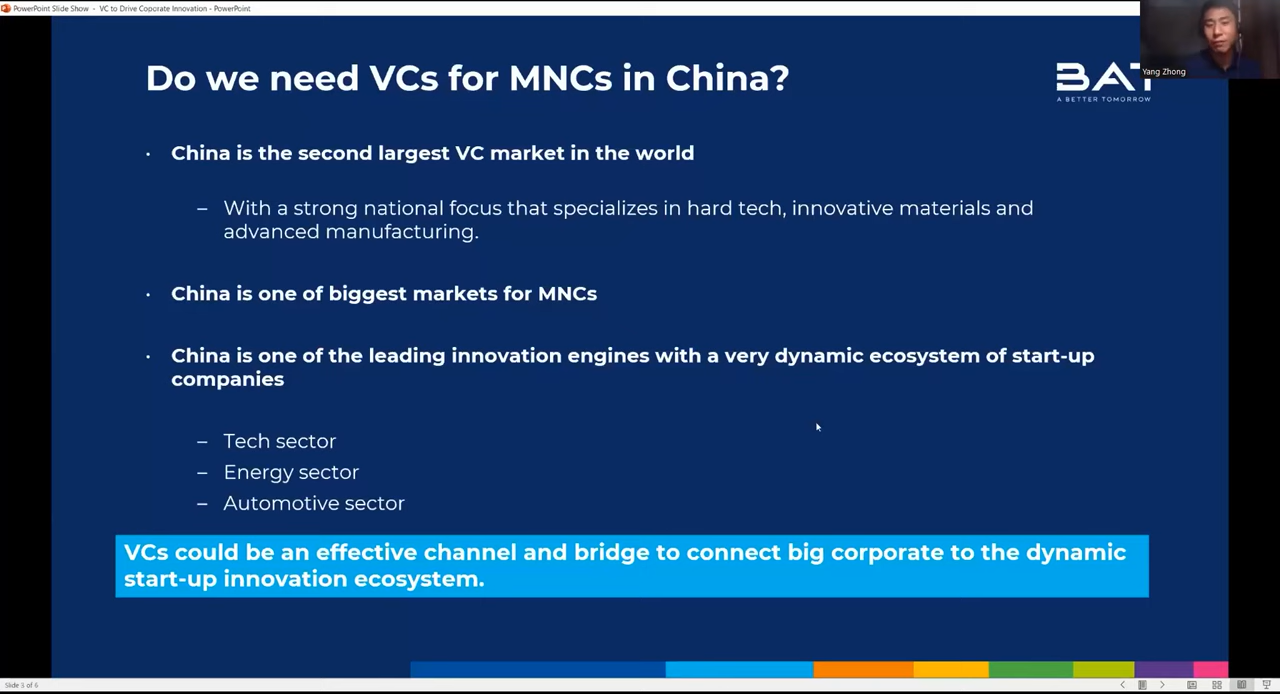 PowerPoint Slide Show - VC to Drive Coporate Innovation - PowerPoint
Yang Zhong
Do we need VCs for MNCs in China?
BAT
A BETTER TOMORROW
· China is the second largest VC market in the world
– With a strong national focus that specializes in hard tech, innovative materials and
advanced manufacturing.
· China is one of biggest markets for MNCs
· China is one of the leading innovation engines with a very dynamic ecosystem of start-up
companies
– Tech sector
– Energy sector
– Automotive sector
VCs could be an effective channel and bridge to connect big corporate to the dynamic
start-up innovation ecosystem.
Slide 3 of 6